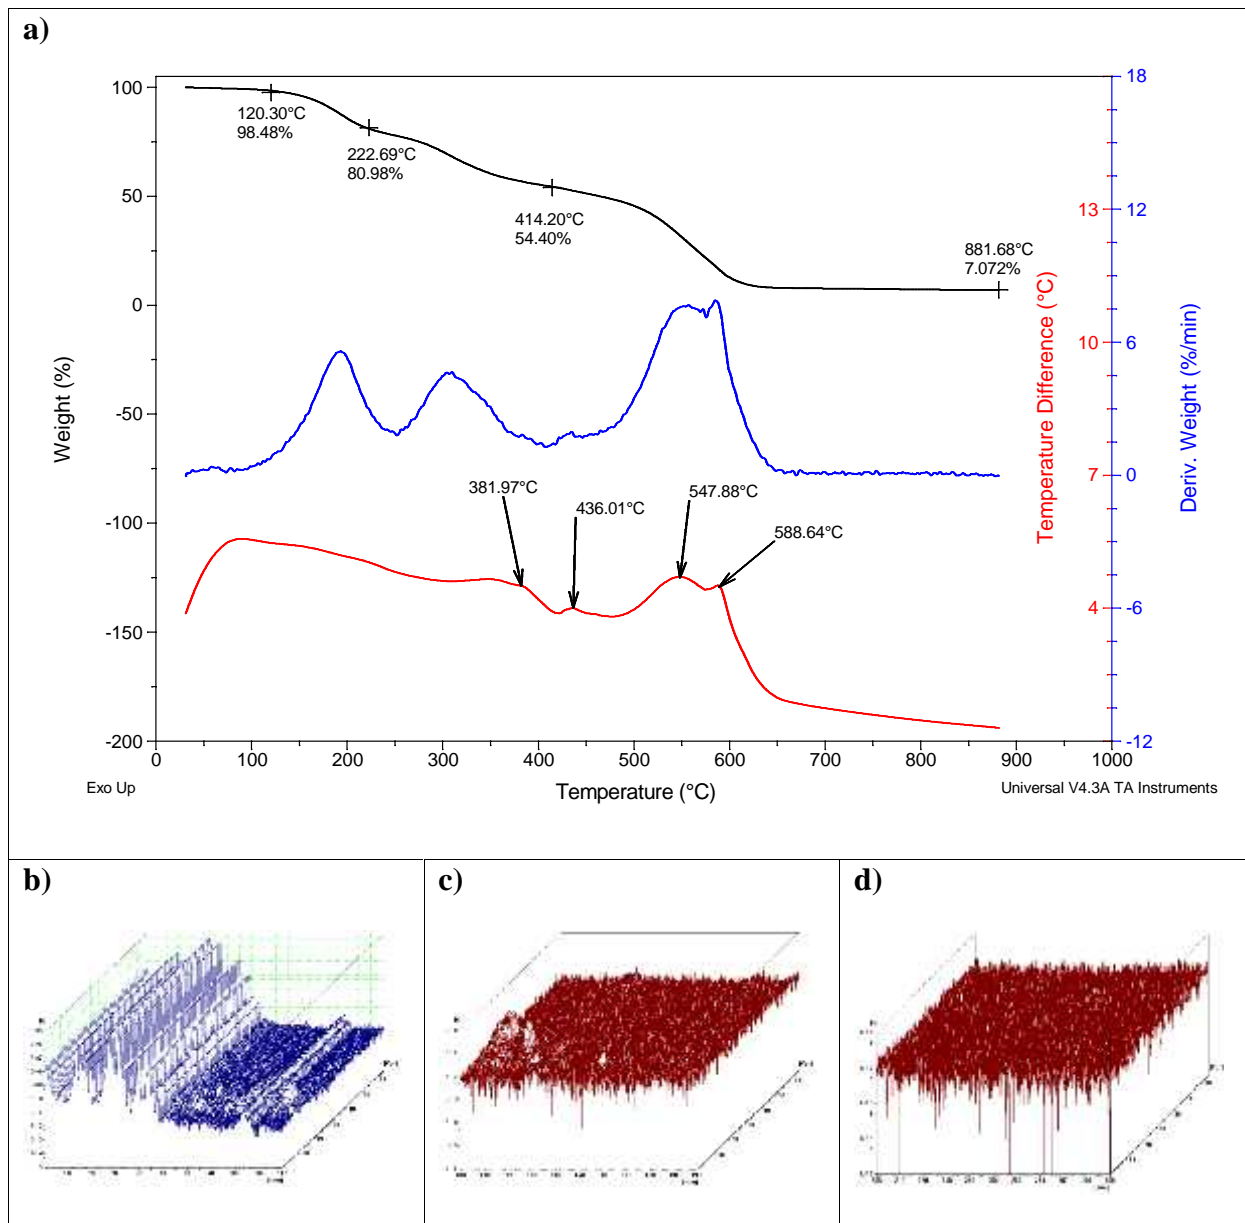 a)
100
50
0
-50
-100
-150
-200
Weight (%)
120.30°C
98.48%
222.69°C
80.98%
414.20°C
54.40%
881.68°C
7.072%
381.97°C
436.01°C
547.88°C
588.64°C
13
10
7
4
Temperature Difference (°C)
18
12
6
0
-6
-12
Deriv. Weight (%/min)
0 100 200 300 400 500 600 700 800 900 1000
Exo Up
Temperature (°C)
Universal V4.3A TA Instruments
b)
c)
d)